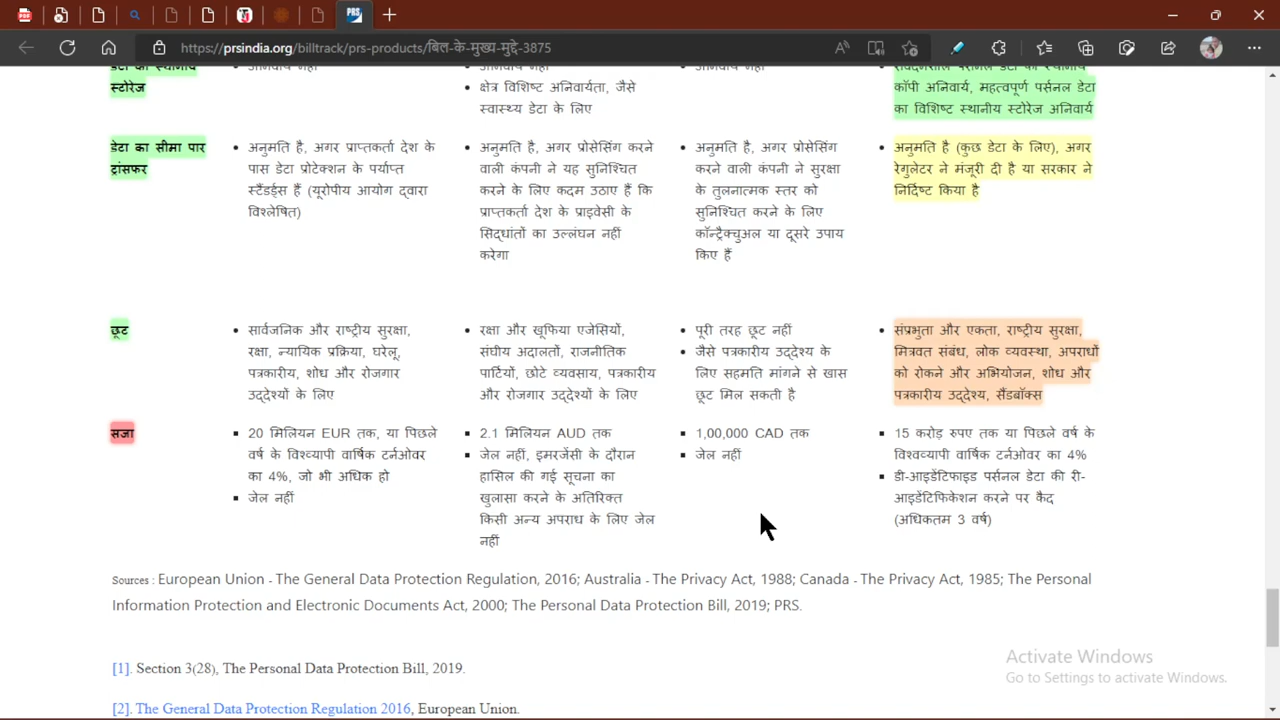 https://prsindia.org/billtrack/prs-products/बिल-के-मुख्य-मुद्दे-3875
स्टोरेज
क्षेत्र विशिष्ट अनिवार्यता, जैसे
स्वास्थ्य डेटा के लिए
कॉपी अनिवार्य, महत्वपूर्ण पर्सनल डेटा
का विशिष्ट स्थानीय स्टोरेज अनिवार्य
डेटा का सीमा पार
ट्रांसफर
अनुमति है, अगर प्राप्तकर्ता देश के
पास डेटा प्रोटेक्शन के पर्याप्त
स्टैंडर्ड्स हैं (यूरोपीय आयोग द्वारा
विश्लेषित)
अनुमति है, अगर प्रोसेसिंग करने
वाली कंपनी ने यह सुनिश्चित
करने के लिए कदम उठाए हैं कि
प्राप्तकर्ता देश के प्राइवेसी के
सिद्धांतों का उल्लंघन नहीं
करेगा
अनुमति है, अगर प्रोसेसिंग
करने वाली कंपनी ने सुरक्षा
के तुलनात्मक स्तर को
सुनिश्चित करने के लिए
कॉन्ट्रैक्चुअल या दूसरे उपाय
किए हैं
अनुमति है (कुछ डेटा के लिए), अगर
रेगुलेटर ने मंजूरी दी है या सरकार ने
निर्दिष्ट किया है
छूट
सार्वजनिक और राष्ट्रीय सुरक्षा,
रक्षा, न्यायिक प्रक्रिया, घरेलू,
पत्रकारीय, शोध और रोजगार
उद्देश्यों के लिए
रक्षा और खूफिया एजेसियों,
संघीय अदालतों, राजनीतिक
पार्टियों, छोटे व्यवसाय, पत्रकारीय
और रोजगार उद्देश्यों के लिए
पूरी तरह छूट नहीं
जैसे पत्रकारीय उद्देश्य के
लिए सहमति मांगने से खास
छूट मिल सकती है
संप्रभुता और एकता, राष्ट्रीय सुरक्षा,
मित्रवत संबंध, लोक व्यवस्था, अपराधों
को रोकने और अभियोजन, शोध और
पत्रकारीय उद्देश्य, सैंडबॉक्स
सजा
20 मिलियन EUR तक, या पिछले
वर्ष के विश्वव्यापी वार्षिक टर्नओवर
का 4%, जो भी अधिक हो
जेल नहीं
2.1 मिलियन AUD तक
जेल नहीं, इमरजेंसी के दौरान
हासिल की गई सूचना का
खुलासा करने के अतिरिक्त
किसी अन्य अपराध के लिए जेल
नहीं
1,00,000 CAD तक
जेल नहीं
15 करोड़ रुपए तक या पिछले वर्ष के
विश्वव्यापी वार्षिक टर्नओवर का 4%
डी-आइडेंटिफाइड पर्सनल डेटा की री-
आइडेंटिफिकेशन करने पर कैद
(अधिकतम 3 वर्ष)
Sources : European Union - The General Data Protection Regulation, 2016; Australia - The Privacy Act, 1988; Canada - The Privacy Act, 1985; The Personal
Information Protection and Electronic Documents Act, 2000; The Personal Data Protection Bill, 2019; PRS.
[1]. Section 3(28), The Personal Data Protection Bill, 2019.
[2]. The General Data Protection Regulation 2016, European Union.
Activate Windows
Go to Settings to activate Windows.